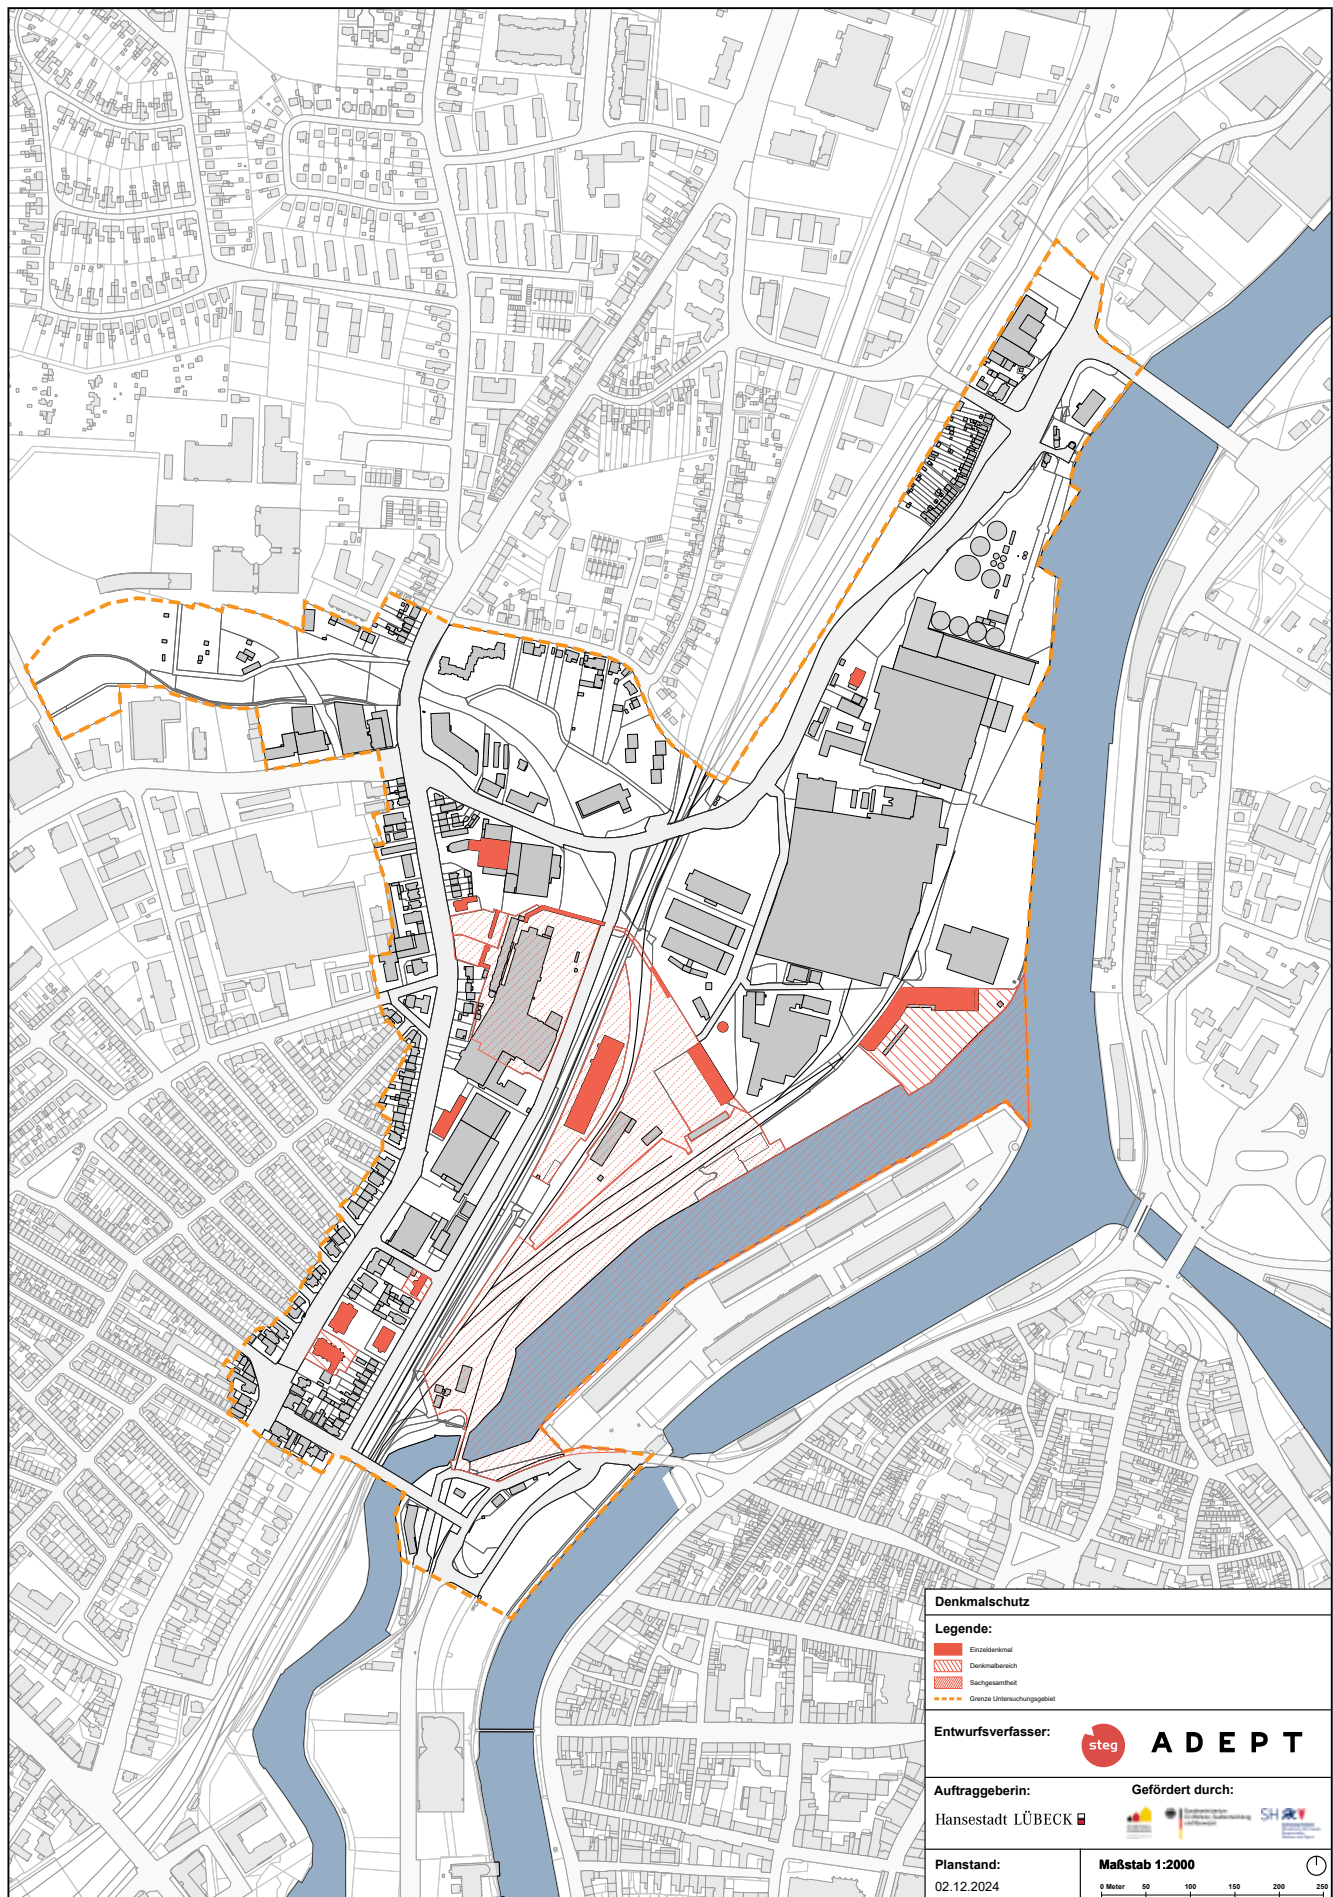 Denkmalschutz
Legende:
Einzeldenkmal
Denkmalbereich
Sachgesamtheit
Grenze Untersuchungsgebiet
Entwurfsverfasser:
steg
ADEPT
Auftraggeberin:
Gefördert durch:
Hansestadt LÜBECK
SH
Planstand:
02.12.2024
Maßstab 1:2000
0 Meter 50 100 150 200 250